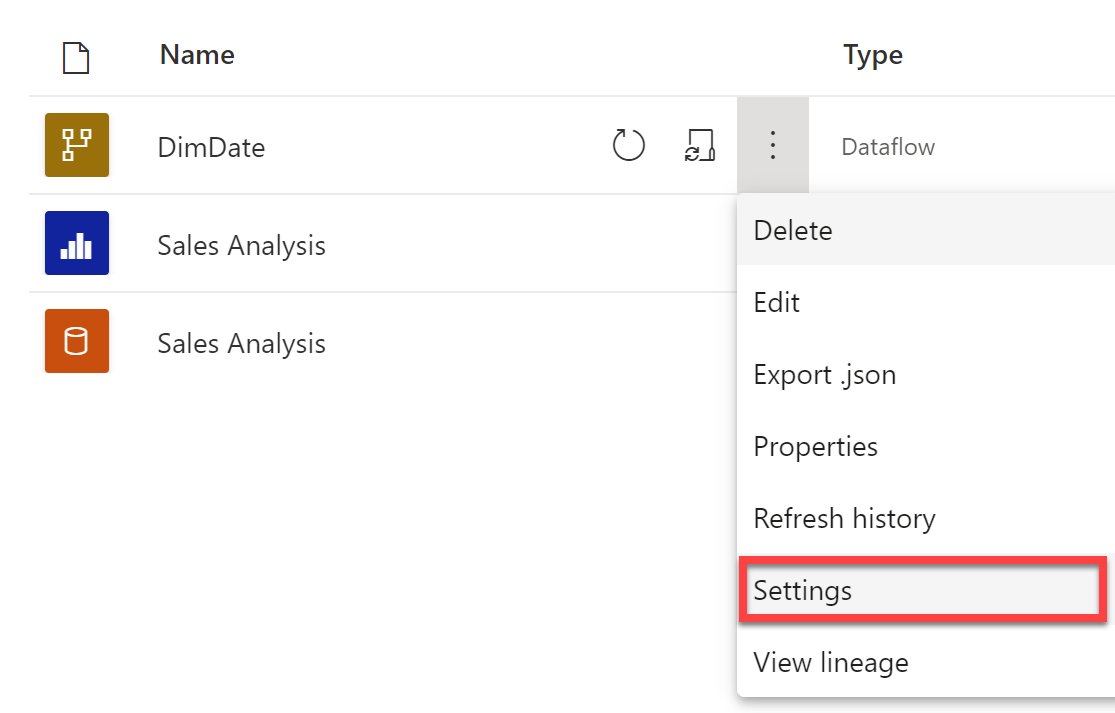 Name Type
DimDate Dataflow
Sales Analysis
Sales Analysis
Delete
Edit
Export .json
Properties
Refresh history
Settings
View lineage